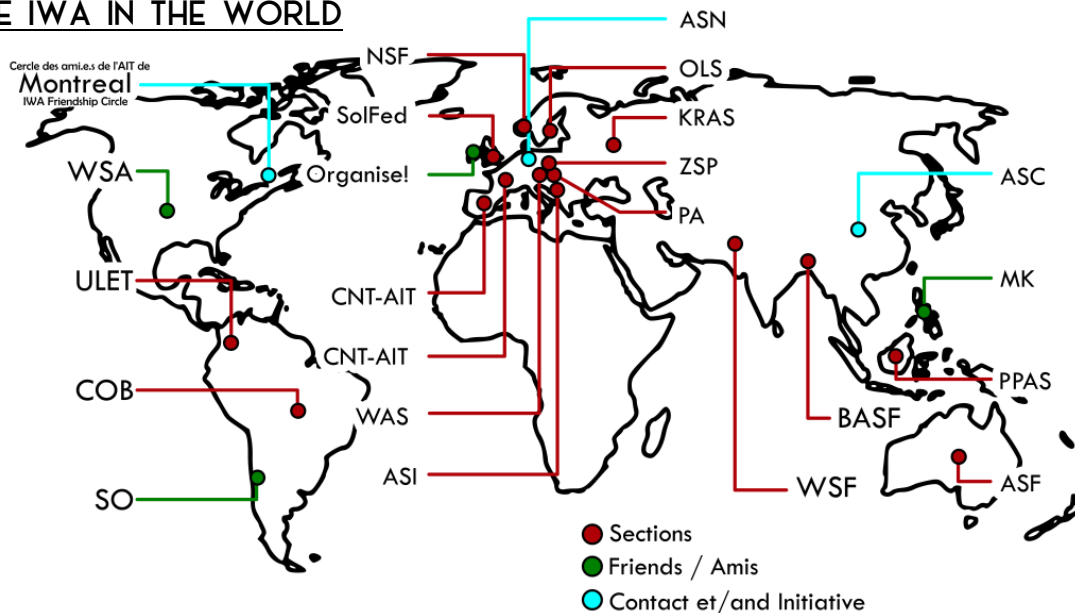 E IWA IN THE WORLD
Cercle des ami.e.s de l'AIT de
Montreal
IWA Friendship Circle
WSA
ULET
COB
SO
NSF
SolFed
Organise!
CNT-AIT
CNT-AIT
WAS
ASI
ASN
OLS
KRAS
ZSP
PA
ASC
MK
PPAS
BASF
WSF
ASF
Sections
Friends / Amis
Contact et/and Initiative